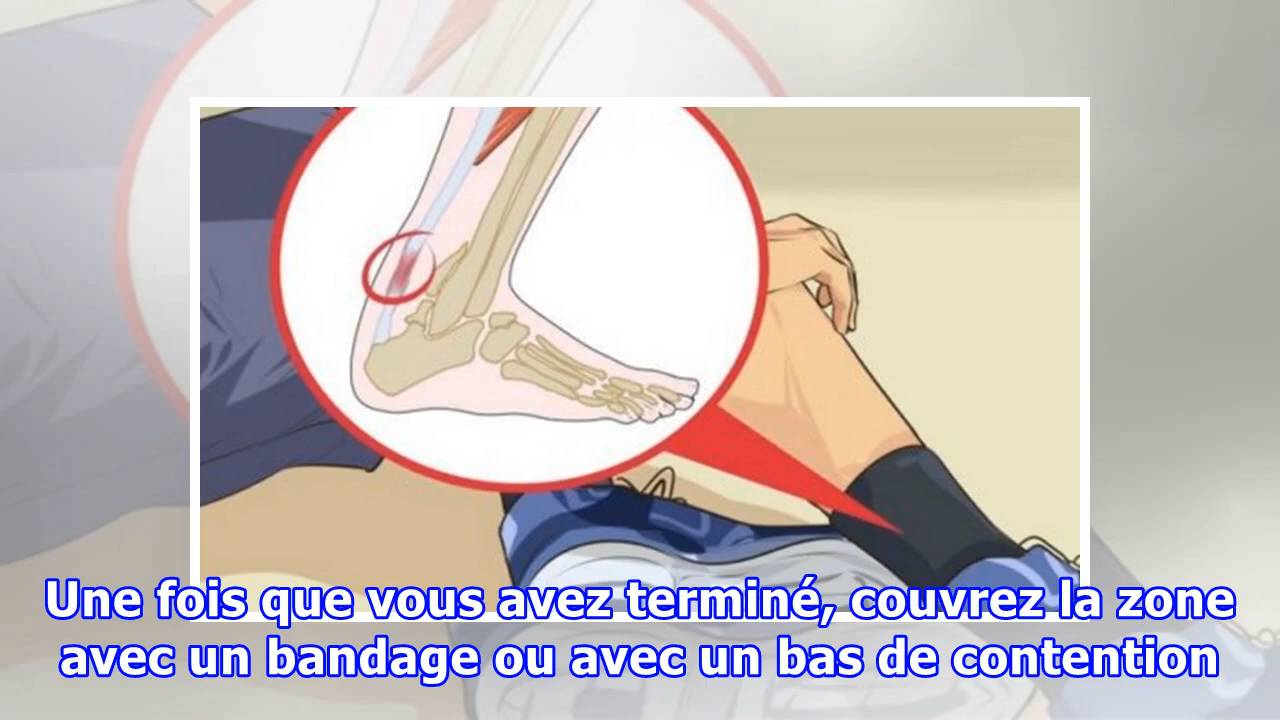 Une fois que vous avez terminé, couvrez la zone
avec un bandage ou avec un bas de contention